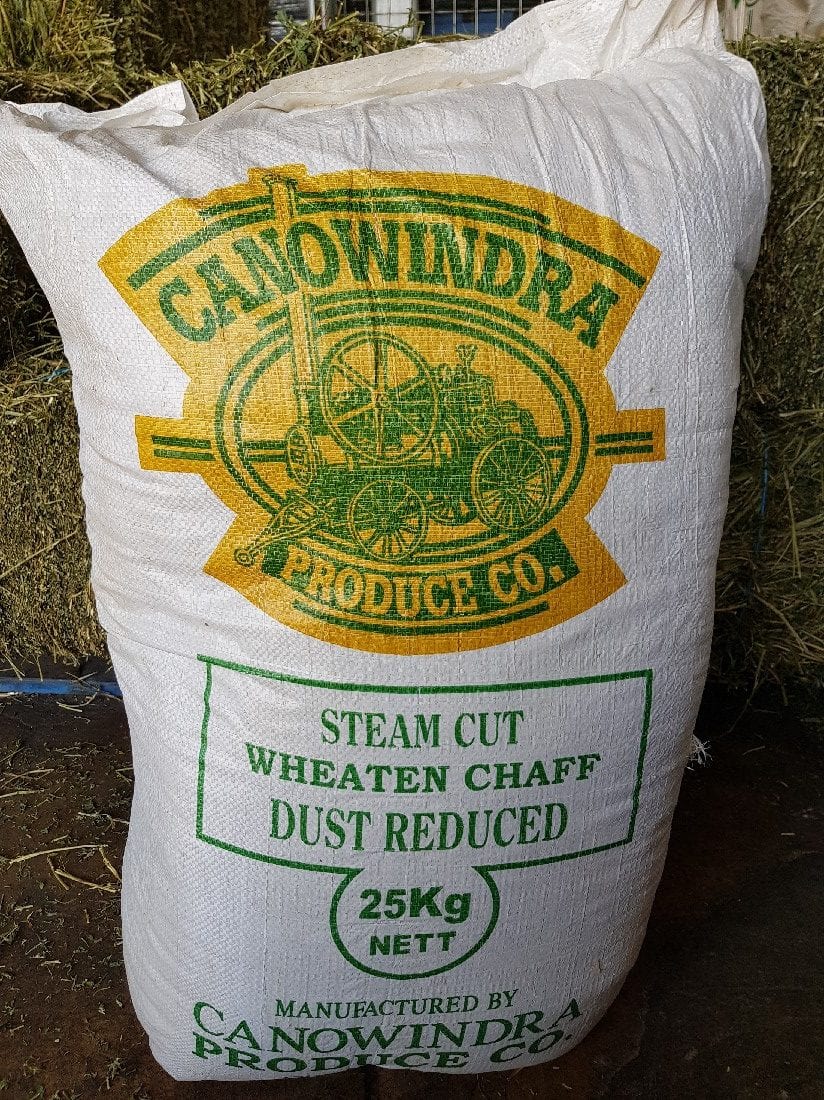 CANOWINDRA
PRODUCE CO.
STEAM CUT
WHEATEN CHAFF
DUST REDUCED
25Kg
NETT
MANUFACTURED BY
CANOWINDRA
PRODUCE CO.